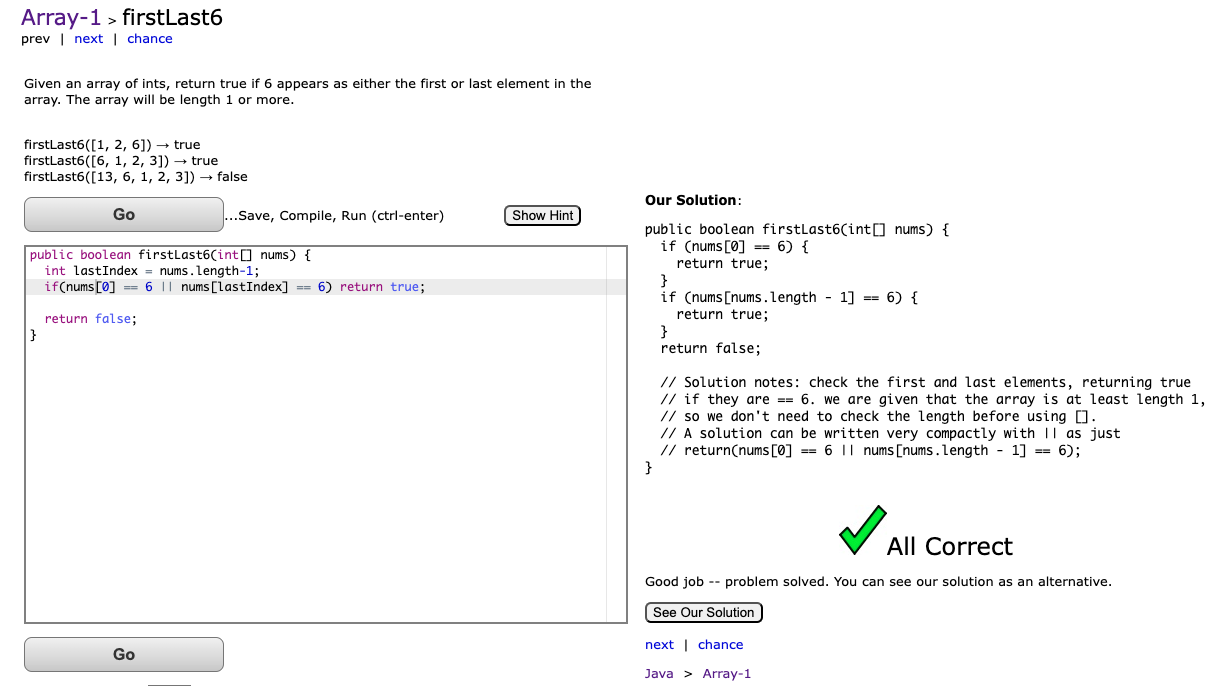 Array-1 > firstLast6
prev | next | chance
Given an array of ints, return true if 6 appears as either the first or last element in the
array. The array will be length 1 or more.
firstLast6([1, 2, 6]) → true
firstLast6([6, 1, 2, 3]) → true
firstLast6([13, 6, 1, 2, 3]) → false
Go
...Save, Compile, Run (ctrl-enter)
Show Hint
public boolean firstLast6(int[] nums) {
  int lastIndex = nums.length-1;
  if(nums[0] == 6 || nums[lastIndex] == 6) return true;
  return false;
}
Go
Our Solution:
public boolean firstLast6(int[] nums) {
  if (nums[0] == 6) {
    return true;
  }
  if (nums[nums.length - 1] == 6) {
    return true;
  }
  return false;
  // Solution notes: check the first and last elements, returning true
  // if they are == 6. we are given that the array is at least length 1,
  // so we don't need to check the length before using [].
  // A solution can be written very compactly with || as just
  // return(nums[0] == 6 || nums[nums.length - 1] == 6);
}
All Correct
Good job -- problem solved. You can see our solution as an alternative.
See Our Solution
next | chance
Java > Array-1